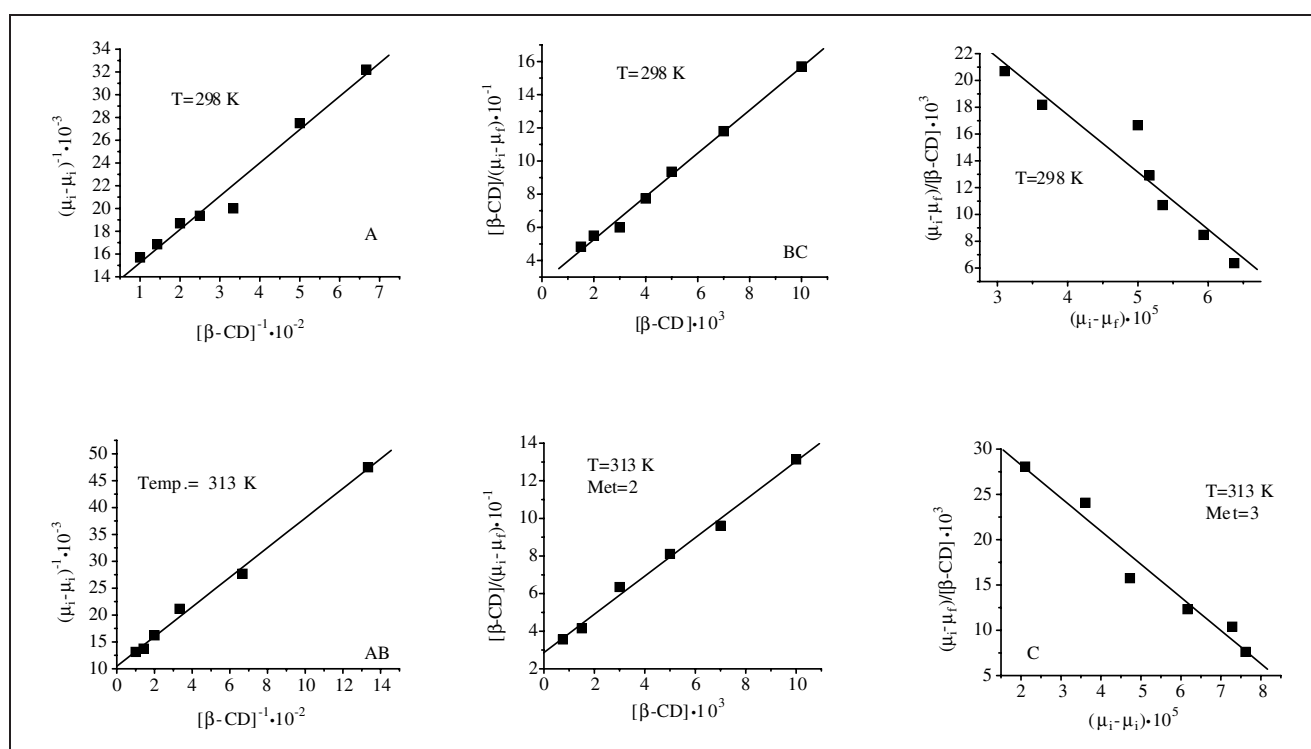 34
32
30
28
26
24
22
20
18
16
14
(μi-μi)⁻¹•10⁻³
T=298 K
A
1 2 3 4 5 6 7
[β-CD]⁻¹•10⁻²
16
14
12
10
8
6
4
[β-CD]/(μi-μf)•10⁻¹
T=298 K
BC
0 2 4 6 8 10
[β-CD]•10³
22
20
18
16
14
12
10
8
6
(μi-μf)/[β-CD]•10³
T=298 K
3 4 5 6
(μi-μf)•10⁵
50
45
40
35
30
25
20
15
10
(μi-μi)⁻¹•10⁻³
Temp.= 313 K
AB
0 2 4 6 8 10 12 14
[β-CD]⁻¹•10⁻²
14
12
10
8
6
4
2
[β-CD]/(μi-μf)•10⁻¹
T=313 K
Met=2
0 2 4 6 8 10
[β-CD]•10³
30
25
20
15
10
5
(μi-μf)/[β-CD]•10³
T=313 K
Met=3
C
2 3 4 5 6 7 8
(μi-μi)•10⁵